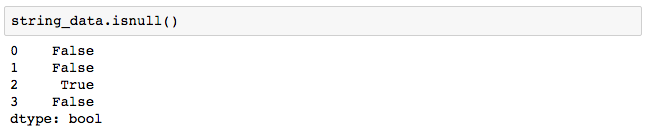 string_data.isnull()
0    False
1    False
2     True
3    False
dtype: bool